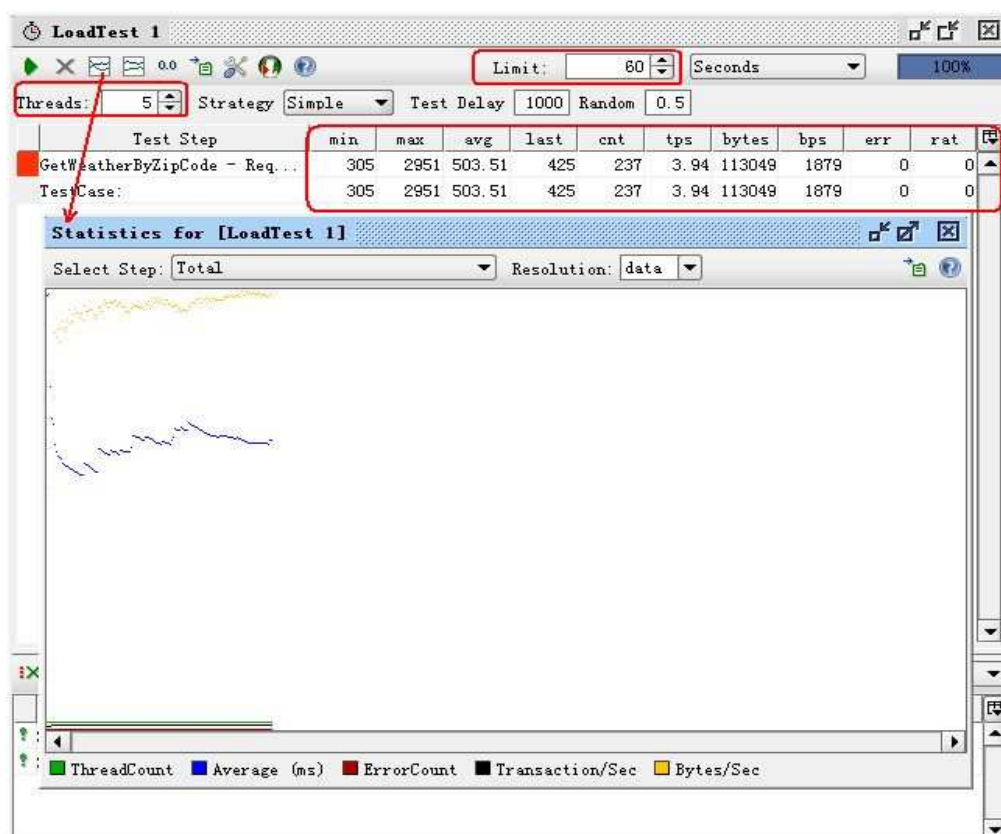 LoadTest 1
0.0 Limit: 60 Seconds 100%
Threads: 5 Strategy Simple Test Delay 1000 Random 0.5
Test Step min max avg last cnt tps bytes bps err rat
GetWeatherByZipCode - Req... 305 2951 503.51 425 237 3.94 113049 1879 0 0
TestCase: 305 2951 503.51 425 237 3.94 113049 1879 0 0
Statistics for [LoadTest 1]
Select Step: Total Resolution: data
ThreadCount Average (ms) ErrorCount Transaction/Sec Bytes/Sec